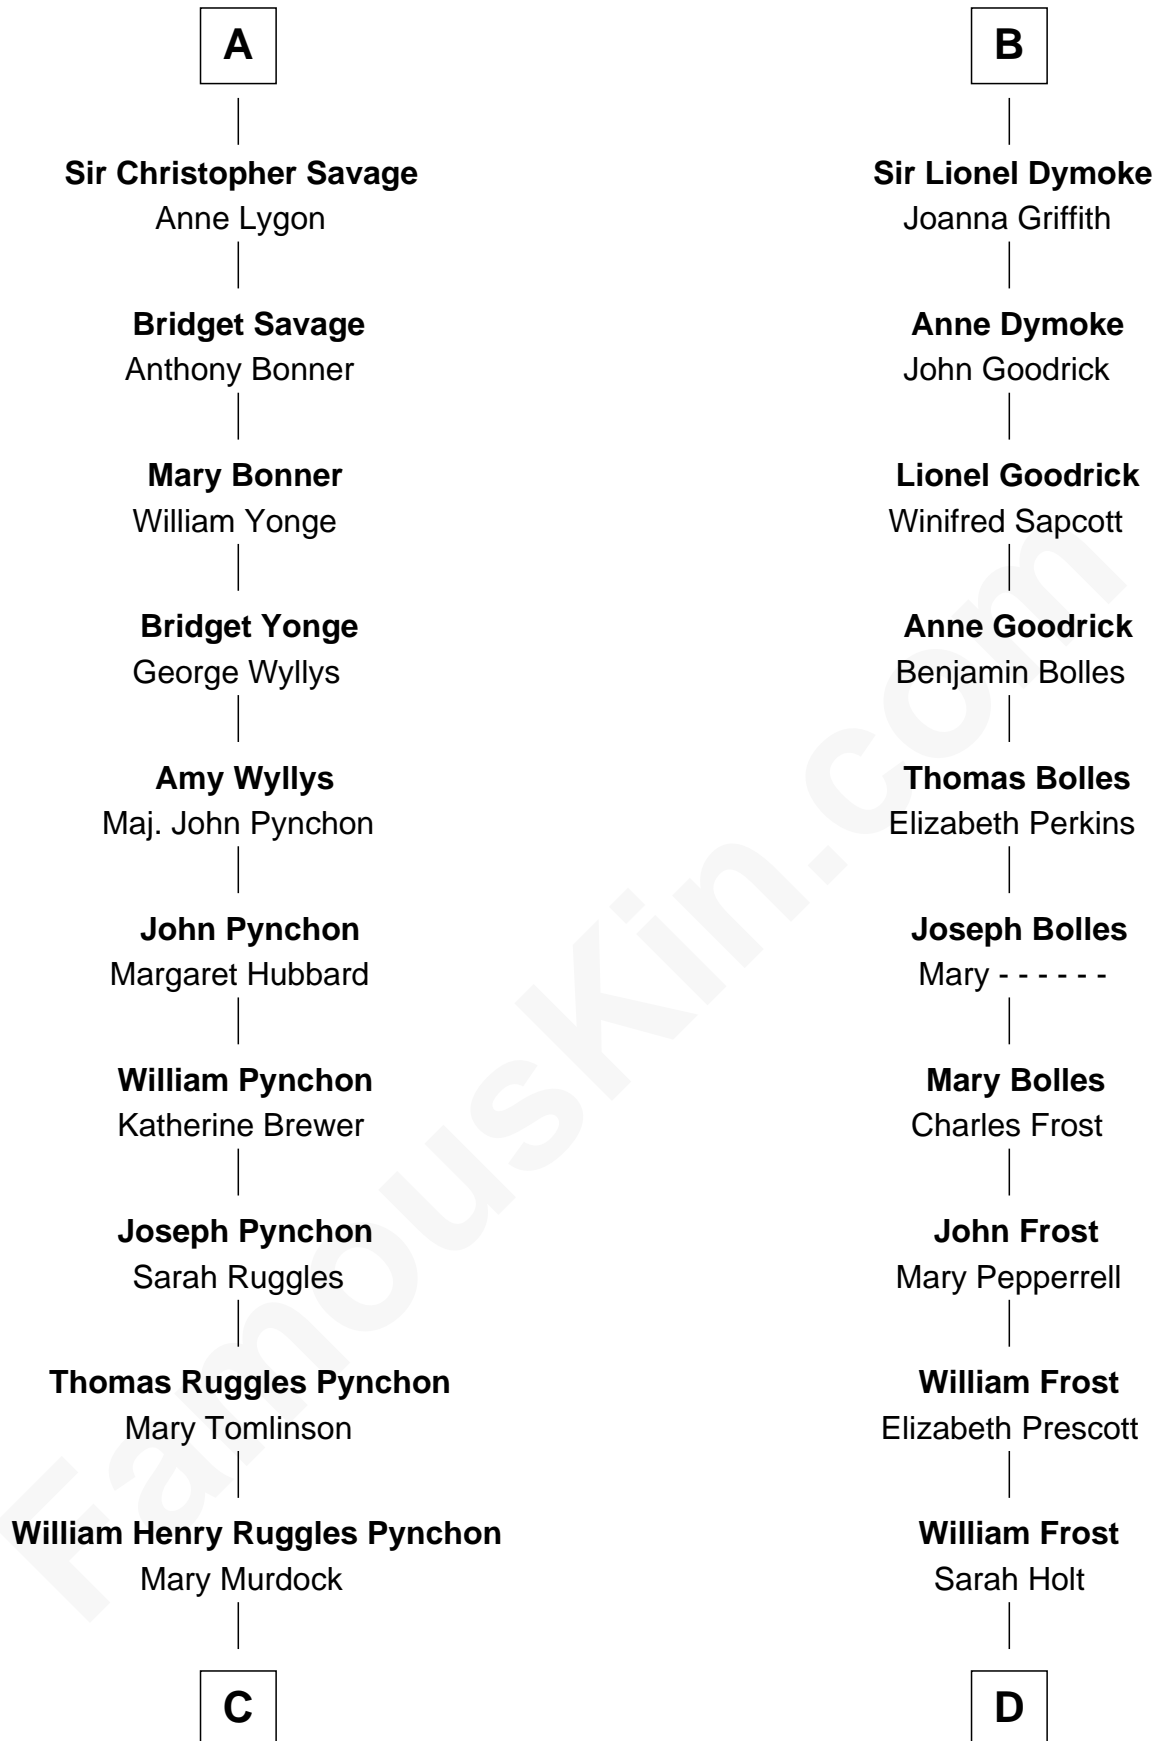 A
Sir Christopher Savage
Anne Lygon
Bridget Savage
Anthony Bonner
Mary Bonner
William Yonge
Bridget Yonge
George Wyllys
Amy Wyllys
Maj. John Pynchon
John Pynchon
Margaret Hubbard
William Pynchon
Katherine Brewer
Joseph Pynchon
Sarah Ruggles
Thomas Ruggles Pynchon
Mary Tomlinson
William Henry Ruggles Pynchon
Mary Murdock
C
B
Sir Lionel Dymoke
Joanna Griffith
Anne Dymoke
John Goodrick
Lionel Goodrick
Winifred Sapcott
Anne Goodrick
Benjamin Bolles
Thomas Bolles
Elizabeth Perkins
Joseph Bolles
Mary - - - - - -
Mary Bolles
Charles Frost
John Frost
Mary Pepperrell
William Frost
Elizabeth Prescott
William Frost
Sarah Holt
D
FamousKin.com